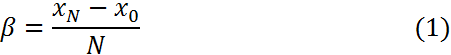 β = (x_N − x_0) / N (1)